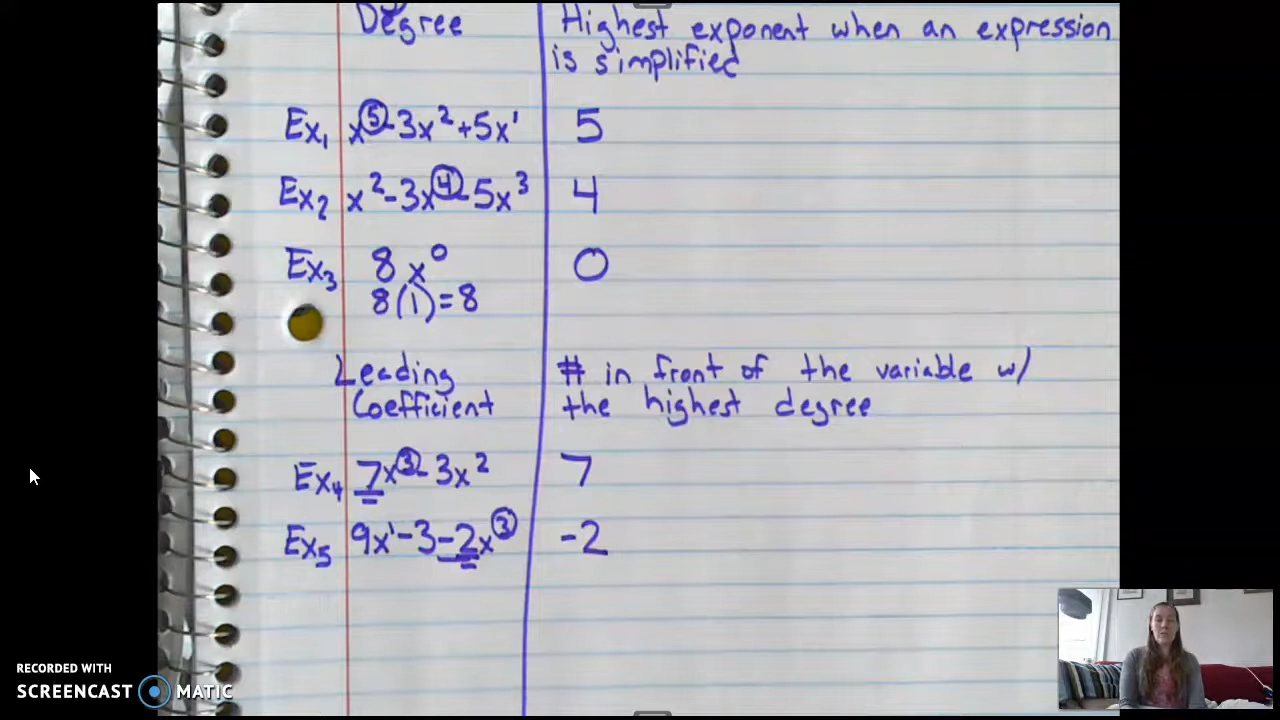 Degree Highest exponent when an expression
is simplified
Ex1 x⁵-3x²+5x¹ 5
Ex2 x²-3x⁴-5x³ 4
Ex3 8x⁰ 0
8(1)=8
Leading # in front of the variable w/
Coefficient the highest degree
Ex4 7x³-3x² 7
Ex5 9x¹-3-2x³ -2
RECORDED WITH
SCREENCAST MATIC